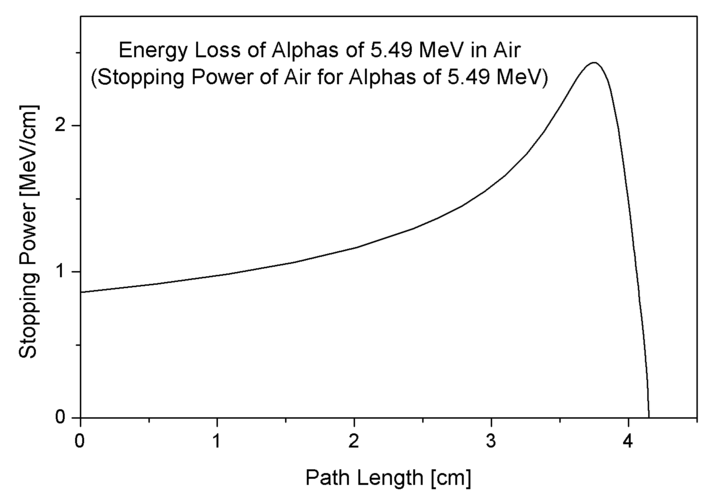 Energy Loss of Alphas of 5.49 MeV in Air
(Stopping Power of Air for Alphas of 5.49 MeV)
Stopping Power [MeV/cm]
2
1
0
0 1 2 3 4
Path Length [cm]